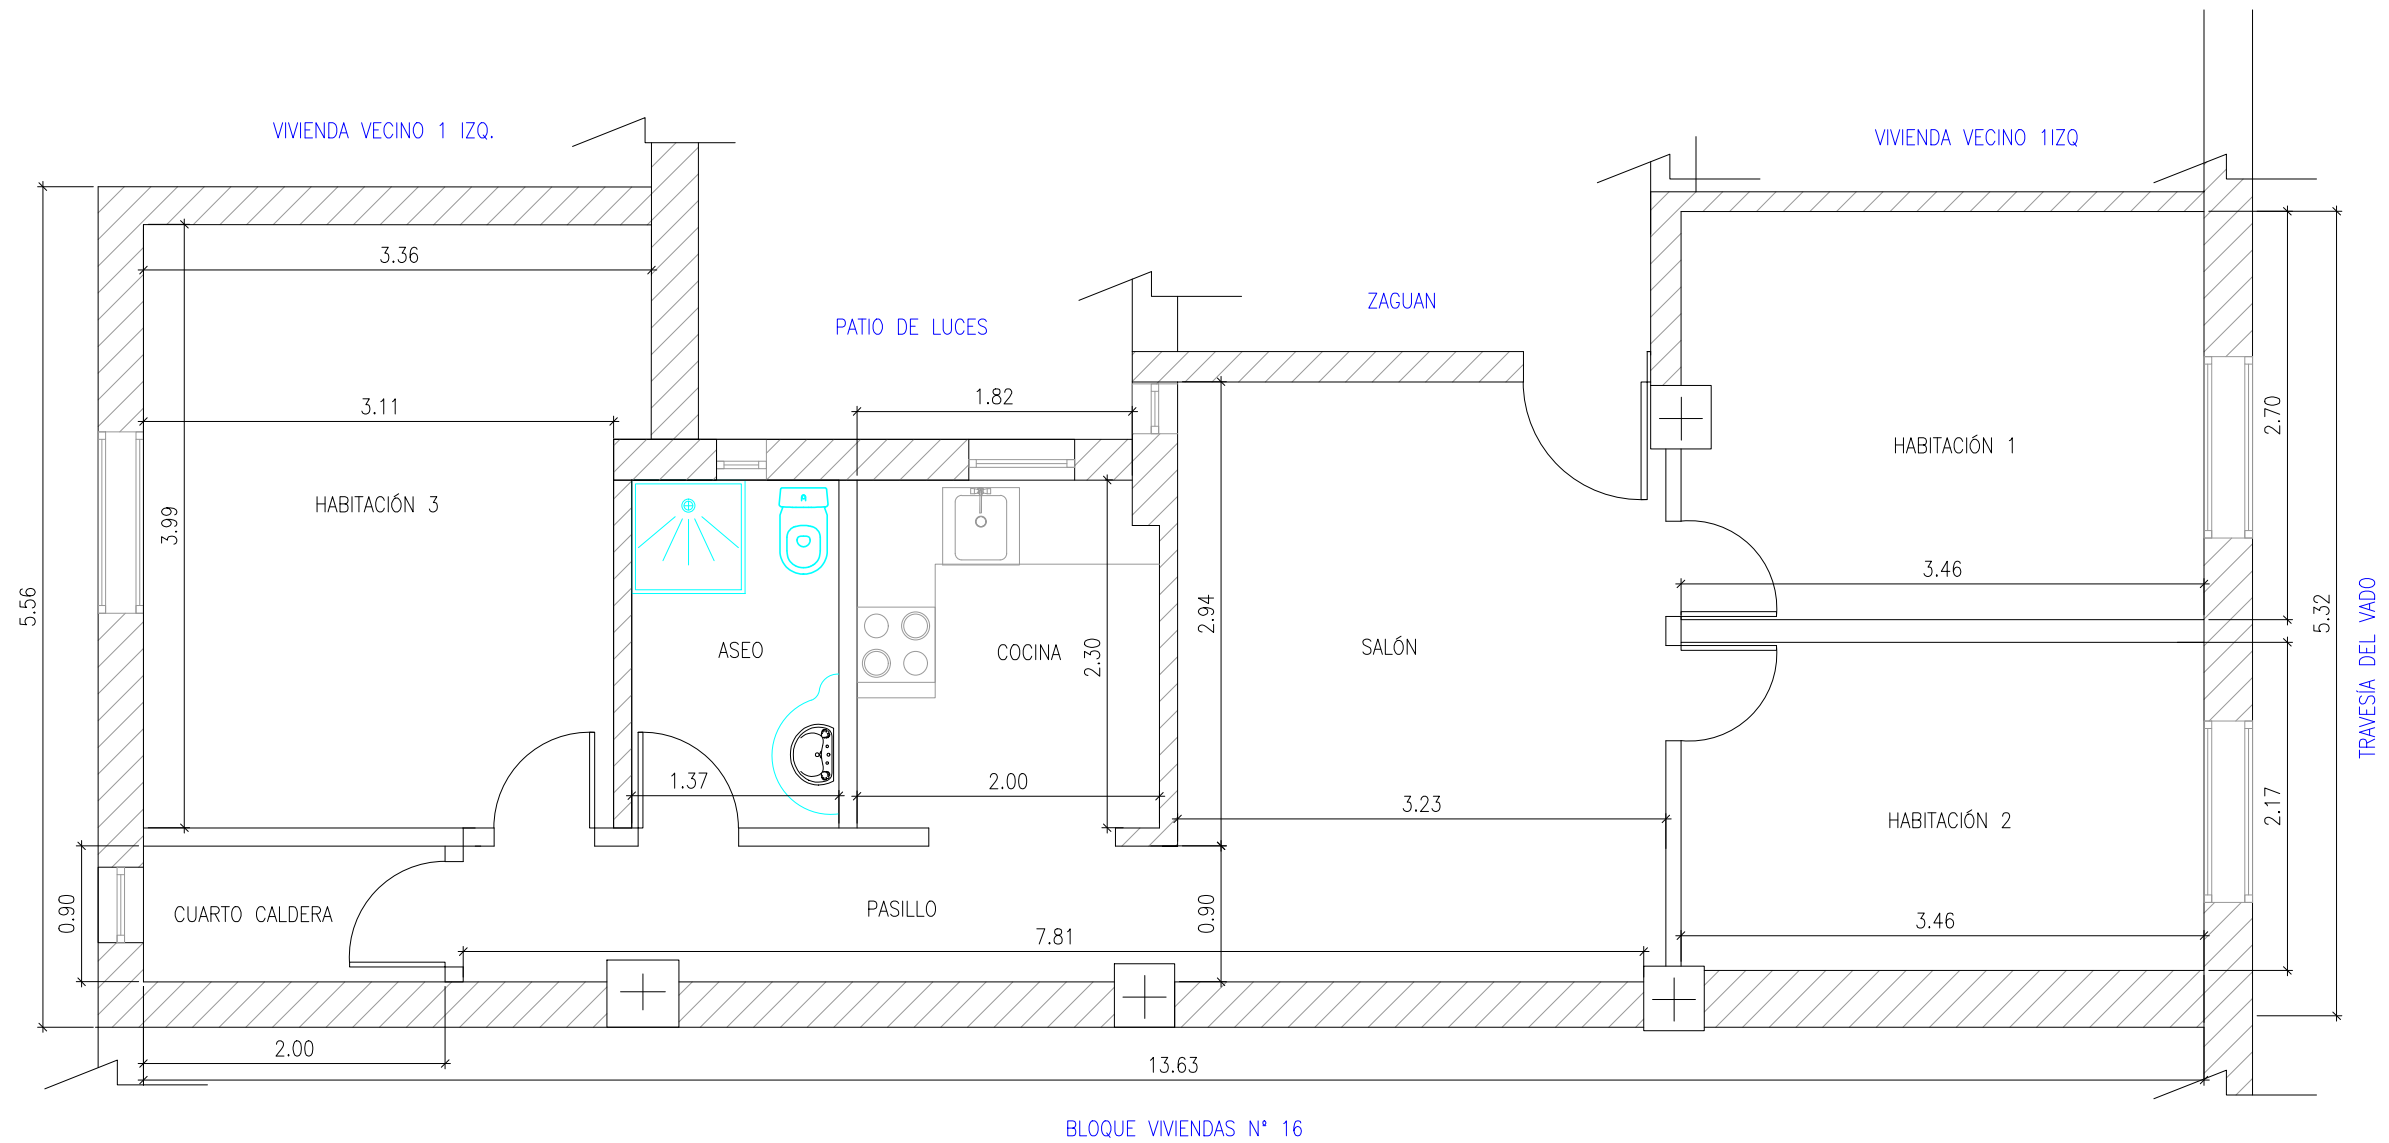 VIVIENDA VECINO 1 IZQ.
VIVIENDA VECINO 1IZQ
3.36
ZAGUAN
PATIO DE LUCES
3.11
1.82
2.70
HABITACIÓN 1
HABITACIÓN 3
3.99
3.46
5.56
2.94
5.32
ASEO
COCINA
2.30
SALÓN
TRAVESÍA DEL VADO
1.37
2.00
3.23
2.17
HABITACIÓN 2
0.90
CUARTO CALDERA
PASILLO
0.90
3.46
7.81
2.00
13.63
BLOQUE VIVIENDAS Nº 16